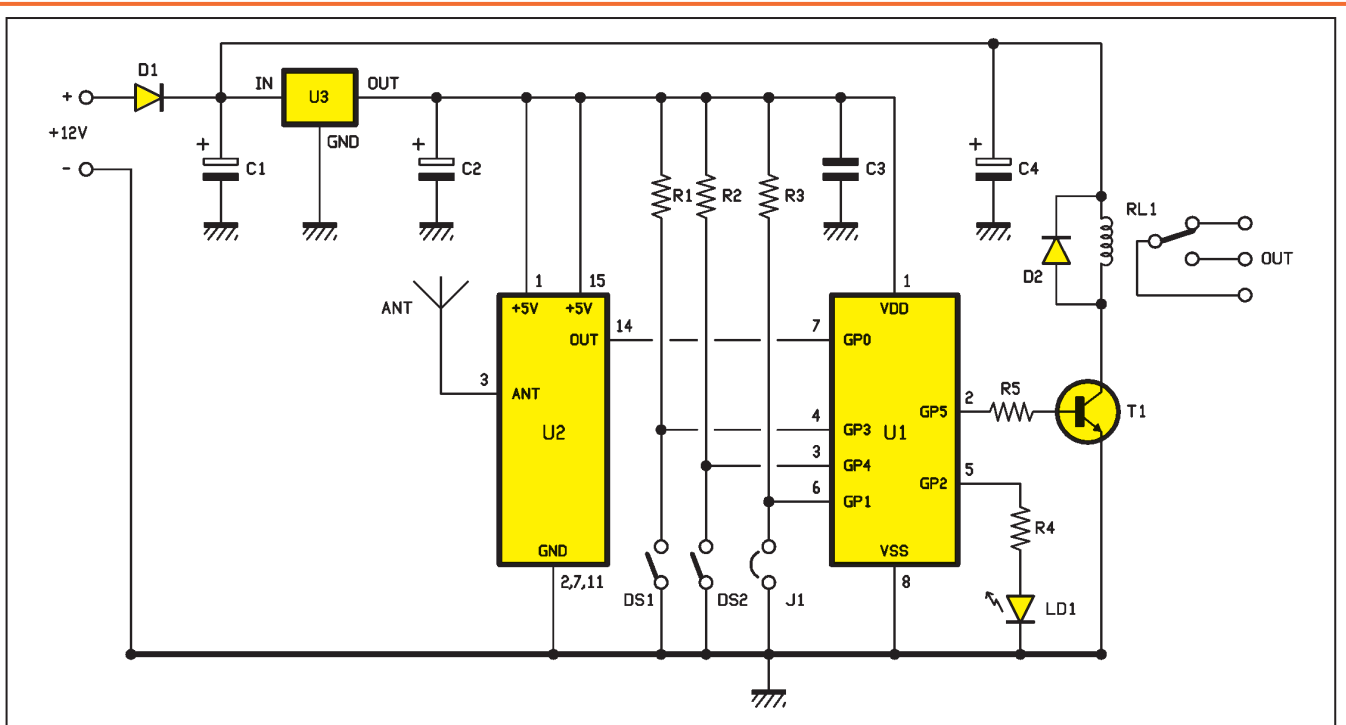 D1
IN
U3
OUT
+
+12V
-
GND
+
C1
+
C2
R1
R2
R3
C3
+
C4
RL1
D2
OUT
ANT
1
15
+5V
+5V
OUT
14
3
ANT
U2
GND
2,7,11
1
VDD
7
GP0
4
GP3
U1
3
GP4
6
GP1
GP5
2
R5
T1
GP2
5
R4
VSS
8
DS1
DS2
J1
LD1